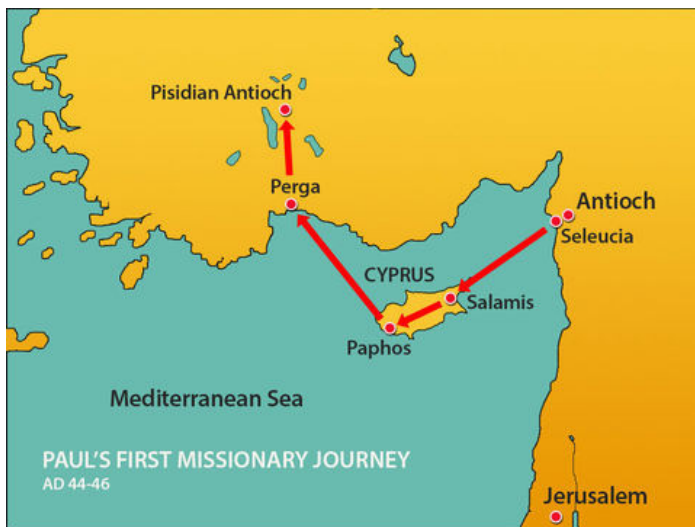 Pisidian Antioch
Perga
Antioch
Seleucia
CYPRUS
Salamis
Paphos
Mediterranean Sea
PAUL'S FIRST MISSIONARY JOURNEY
AD 44-46
Jerusalem